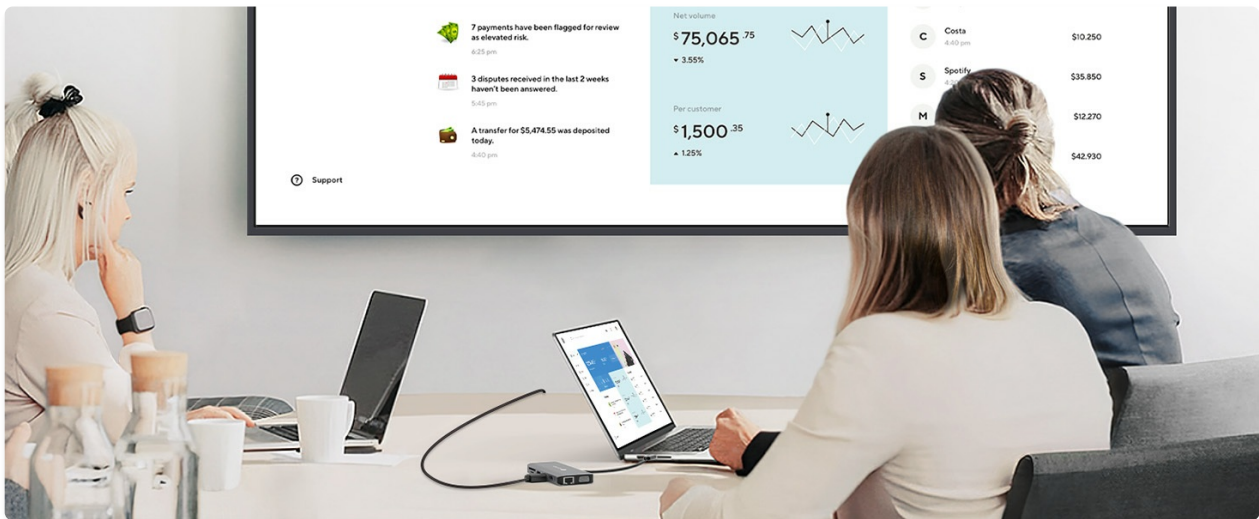 7 payments have been flagged for review
as elevated risk.
8:25 pm
3 disputes received in the last 2 weeks
haven't been answered.
5:45 pm
A transfer for $5,474.55 was deposited
today.
4:40 pm
Support
Net volume
$75,065.75
3.55%
Per customer
$1,500.35
1.25%
C
Costa
4:40 pm
$10.250
S
Spotify
$35.850
M
$12.270
$42.930